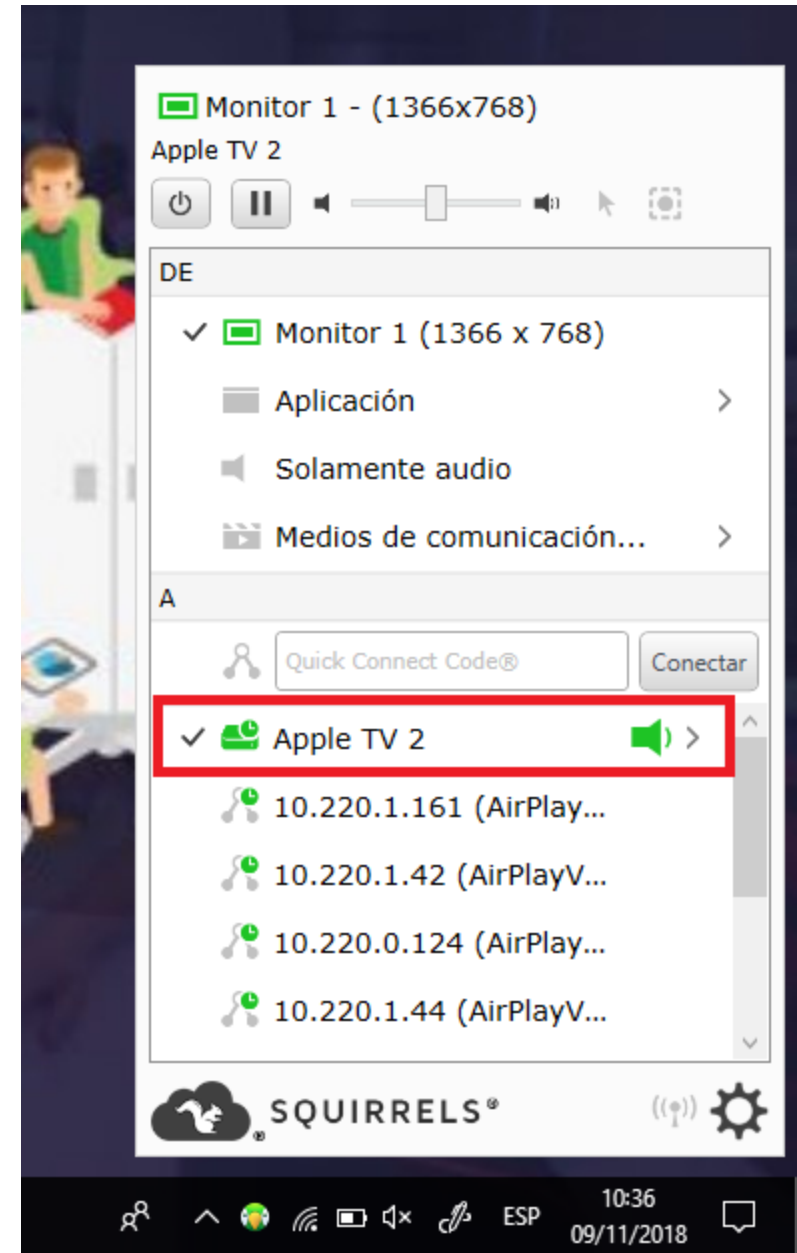 Monitor 1 - (1366x768)
Apple TV 2
DE
Monitor 1 (1366 x 768)
Aplicación
Solamente audio
Medios de comunicación...
A
Quick Connect Code®
Conectar
Apple TV 2
10.220.1.161 (AirPlay...
10.220.1.42 (AirPlayV...
10.220.0.124 (AirPlay...
10.220.1.44 (AirPlayV...
® SQUIRRELS®
ESP
10:36
09/11/2018